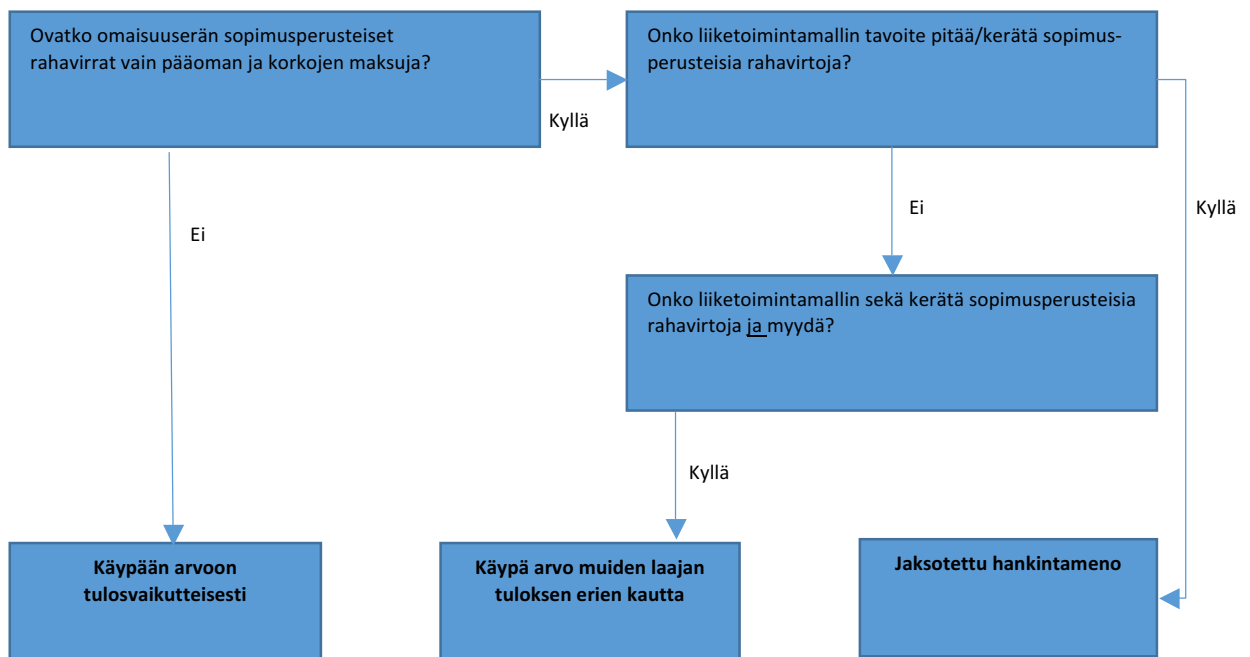 Ovatko omaisuuserän sopimusperusteiset
rahavirrat vain pääoman ja korkojen maksuja?
Kyllä
Onko liiketoimintamallin tavoite pitää/kerätä sopimus-
perusteisia rahavirtoja?
Ei
Ei
Kyllä
Onko liiketoimintamallin sekä kerätä sopimusperusteisia
rahavirtoja ja myydä?
Kyllä
Käypään arvoon
tulosvaikutteisesti
Käypä arvo muiden laajan
tuloksen erien kautta
Jaksotettu hankintameno